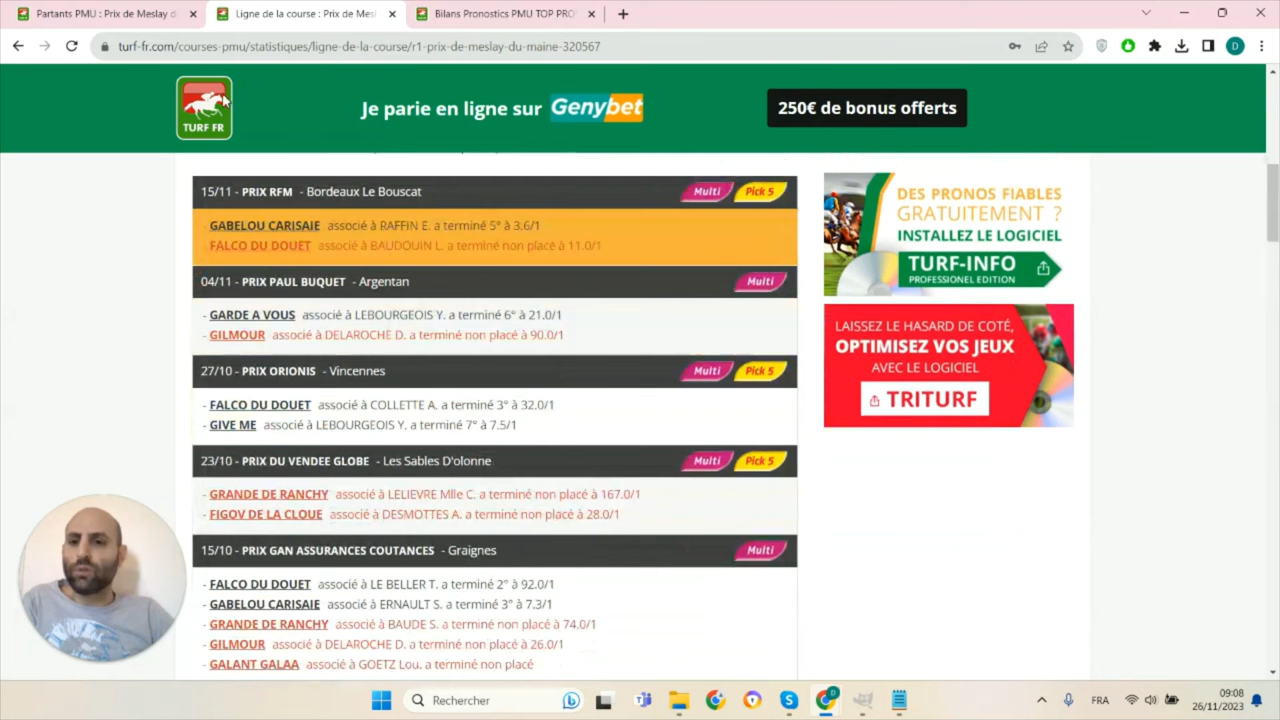 Partants PMU : Prix de Meslay d
Ligne de la course : Prix de Mes
Bilans Pronostics PMU TOP PRO
turf-fr.com/courses-pmu/statistiques/ligne-de-la-course/r1-prix-de-meslay-du-maine-320567
D
TURF FR
Je parie en ligne sur Genybet
250€ de bonus offerts
15/11 - PRIX RFM - Bordeaux Le Bouscat
Multi
Pick 5
- GABELOU CARISAIE associé à RAFFIN E. a terminé 5° à 3.6/1
- FALCO DU DOUET associé à BAUDOUIN L. a terminé non placé à 11.0/1
04/11 - PRIX PAUL BUQUET - Argentan
Multi
- GARDE A VOUS associé à LEBOURGEOIS Y. a terminé 6° à 21.0/1
- GILMOUR associé à DELAROCHE D. a terminé non placé à 90.0/1
27/10 - PRIX ORIONIS - Vincennes
Multi
Pick 5
- FALCO DU DOUET associé à COLLETTE A. a terminé 3° à 32.0/1
- GIVE ME associé à LEBOURGEOIS Y. a terminé 7° à 7.5/1
23/10 - PRIX DU VENDEE GLOBE - Les Sables D'olonne
Multi
Pick 5
- GRANDE DE RANCHY associé à LELIEVRE Mlle C. a terminé non placé à 167.0/1
- FIGOV DE LA CLOUE associé à DESMOTTES A. a terminé non placé à 28.0/1
15/10 - PRIX GAN ASSURANCES COUTANCES - Graignes
Multi
- FALCO DU DOUET associé à LE BELLER T. a terminé 2° à 92.0/1
- GABELOU CARISAIE associé à ERNAULT S. a terminé 3° à 7.3/1
- GRANDE DE RANCHY associé à BAUDE S. a terminé non placé à 74.0/1
- GILMOUR associé à DELAROCHE D. a terminé non placé à 26.0/1
- GALANT GALAA associé à GOETZ Lou. a terminé non placé
DES PRONOS FIABLES
GRATUITEMENT ?
INSTALLEZ LE LOGICIEL
TURF-INFO
PROFESSIONEL EDITION
LAISSEZ LE HASARD DE COTÉ,
OPTIMISEZ VOS JEUX
AVEC LE LOGICIEL
TRITURF
Rechercher
D
FRA
09:08
26/11/2023